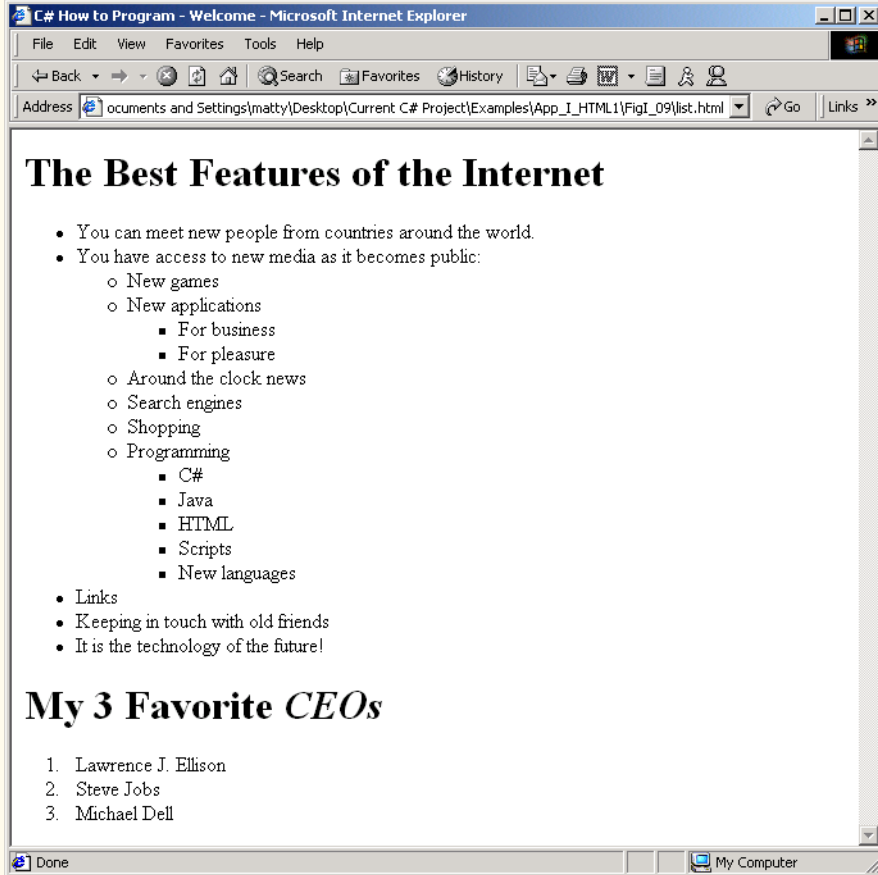 C# How to Program - Welcome - Microsoft Internet Explorer
File Edit View Favorites Tools Help
Back Search Favorites History
Address ocuments and Settings\matty\Desktop\Current C# Project\Examples\App_I_HTML1\FigI_09\list.html Go Links »
The Best Features of the Internet
• You can meet new people from countries around the world.
• You have access to new media as it becomes public:
o New games
o New applications
▪ For business
▪ For pleasure
o Around the clock news
o Search engines
o Shopping
o Programming
▪ C#
▪ Java
▪ HTML
▪ Scripts
▪ New languages
• Links
• Keeping in touch with old friends
• It is the technology of the future!
My 3 Favorite CEOs
1. Lawrence J. Ellison
2. Steve Jobs
3. Michael Dell
Done My Computer